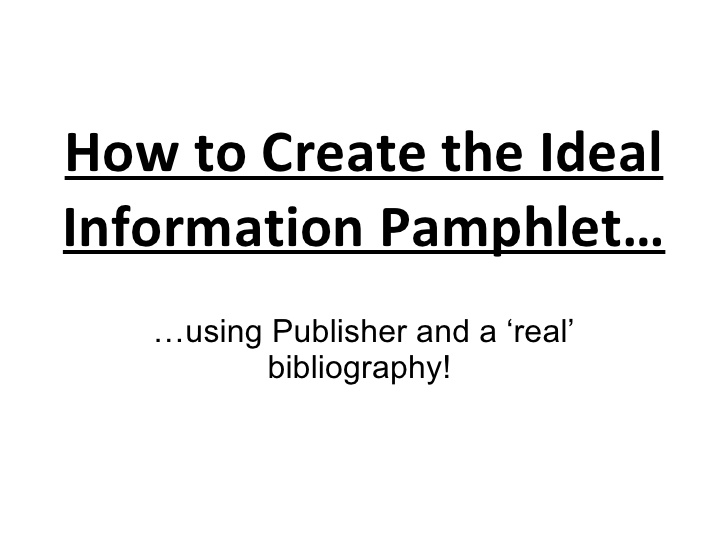 How to Create the Ideal
Information Pamphlet…
…using Publisher and a ‘real’
bibliography!